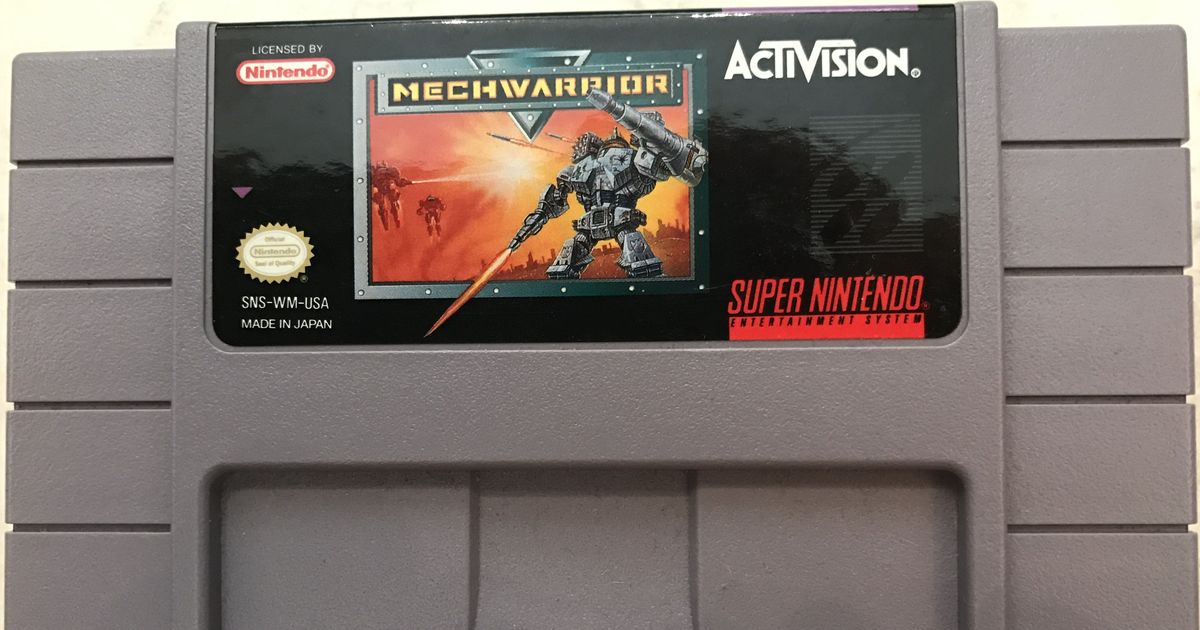 LICENSED BY
Nintendo
MECHWARRIOR
ACTIVISION®
Official
Nintendo
Seal of Quality
SNS-WM-USA
MADE IN JAPAN
SUPER NINTENDO®
ENTERTAINMENT SYSTEM